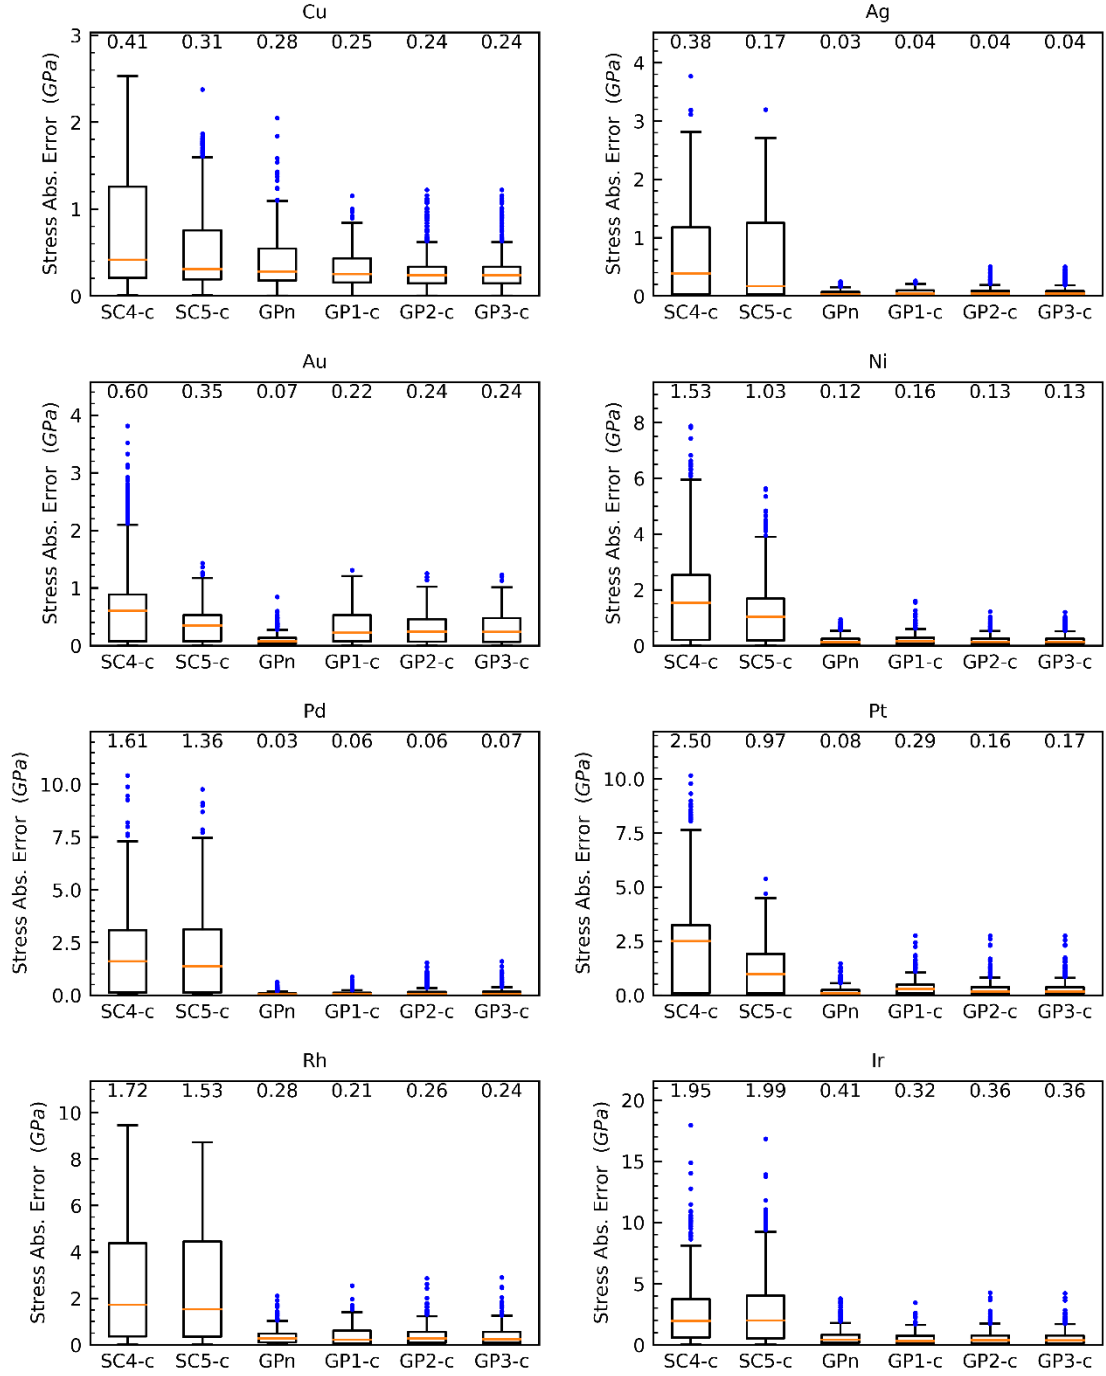 Cu
0.41 0.31 0.28 0.25 0.24 0.24
Stress Abs. Error (GPa)
3
2
1
0
SC4-c SC5-c GPn GP1-c GP2-c GP3-c
Ag
0.38 0.17 0.03 0.04 0.04 0.04
Stress Abs. Error (GPa)
4
3
2
1
0
SC4-c SC5-c GPn GP1-c GP2-c GP3-c
Au
0.60 0.35 0.07 0.22 0.24 0.24
Stress Abs. Error (GPa)
4
3
2
1
0
SC4-c SC5-c GPn GP1-c GP2-c GP3-c
Ni
1.53 1.03 0.12 0.16 0.13 0.13
Stress Abs. Error (GPa)
8
6
4
2
0
SC4-c SC5-c GPn GP1-c GP2-c GP3-c
Pd
1.61 1.36 0.03 0.06 0.06 0.07
Stress Abs. Error (GPa)
10.0
7.5
5.0
2.5
0.0
SC4-c SC5-c GPn GP1-c GP2-c GP3-c
Pt
2.50 0.97 0.08 0.29 0.16 0.17
Stress Abs. Error (GPa)
10.0
7.5
5.0
2.5
0.0
SC4-c SC5-c GPn GP1-c GP2-c GP3-c
Rh
1.72 1.53 0.28 0.21 0.26 0.24
Stress Abs. Error (GPa)
10
8
6
4
2
0
SC4-c SC5-c GPn GP1-c GP2-c GP3-c
Ir
1.95 1.99 0.41 0.32 0.36 0.36
Stress Abs. Error (GPa)
20
15
10
5
0
SC4-c SC5-c GPn GP1-c GP2-c GP3-c